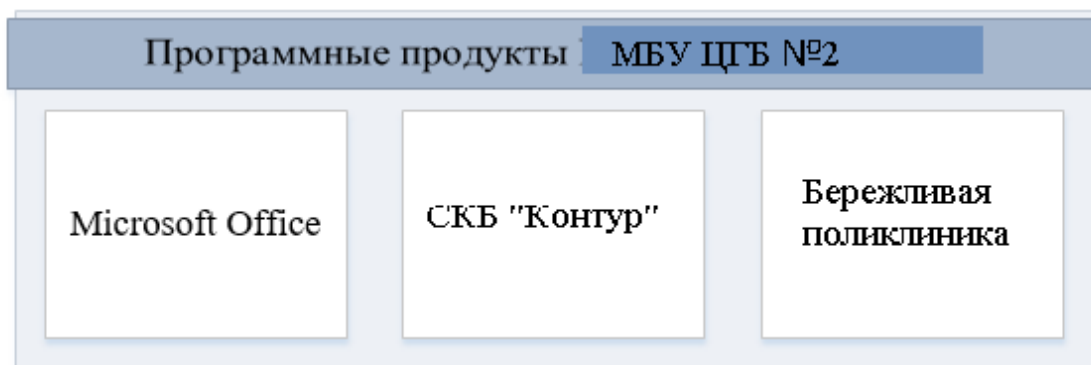 Программные продукты МБУ ЦГБ №2
Microsoft Office
СКБ "Контур"
Бережливая
поликлиника